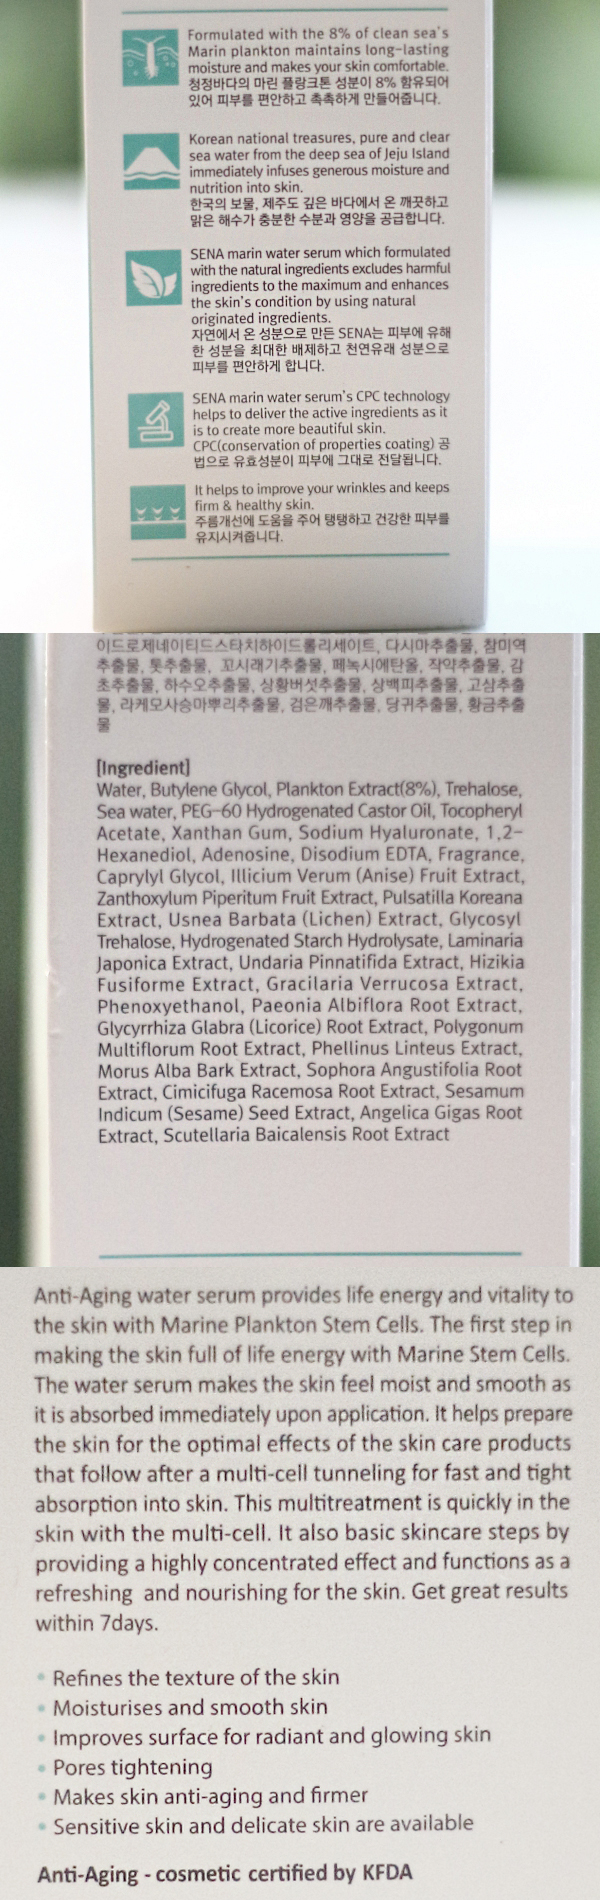 Formulated with the 8% of clean sea's
Marin plankton maintains long-lasting
moisture and makes your skin comfortable.
청정바다의 마린 플랑크톤 성분이 8% 함유되어
있어 피부를 편안하고 촉촉하게 만들어줍니다.
Korean national treasures, pure and clear
sea water from the deep sea of Jeju Island
immediately infuses generous moisture and
nutrition into skin.
한국의 보물, 제주도 깊은 바다에서 온 깨끗하고
맑은 해수가 충분한 수분과 영양을 공급합니다.
SENA marin water serum which formulated
with the natural ingredients excludes harmful
ingredients to the maximum and enhances
the skin's condition by using natural
originated ingredients.
자연에서 온 성분으로 만든 SENA는 피부에 유해
한 성분을 최대한 배제하고 천연유래 성분으로
피부를 편안하게 합니다.
SENA marin water serum's CPC technology
helps to deliver the active ingredients as it
is to create more beautiful skin.
CPC(conservation of properties coating) 공
법으로 유효성분이 피부에 그대로 전달됩니다.
It helps to improve your wrinkles and keeps
firm & healthy skin.
주름개선에 도움을 주어 탱탱하고 건강한 피부를
유지시켜줍니다.
이드로제네이티드스타치하이드롤리세이트, 다시마추출물, 참미역
추출물, 톳추출물, 꼬시래기추출물, 페녹시에탄올, 작약추출물, 감
초추출물, 하수오추출물, 상황버섯추출물, 상백피추출물, 고삼추출
물, 라케모사승마뿌리추출물, 검은깨추출물, 당귀추출물, 황금추출
물
[Ingredient]
Water, Butylene Glycol, Plankton Extract(8%), Trehalose,
Sea water, PEG-60 Hydrogenated Castor Oil, Tocopheryl
Acetate, Xanthan Gum, Sodium Hyaluronate, 1,2-
Hexanediol, Adenosine, Disodium EDTA, Fragrance,
Caprylyl Glycol, Illicium Verum (Anise) Fruit Extract,
Zanthoxylum Piperitum Fruit Extract, Pulsatilla Koreana
Extract, Usnea Barbata (Lichen) Extract, Glycosyl
Trehalose, Hydrogenated Starch Hydrolysate, Laminaria
Japonica Extract, Undaria Pinnatifida Extract, Hizikia
Fusiforme Extract, Gracilaria Verrucosa Extract,
Phenoxyethanol, Paeonia Albiflora Root Extract,
Glycyrrhiza Glabra (Licorice) Root Extract, Polygonum
Multiflorum Root Extract, Phellinus Linteus Extract,
Morus Alba Bark Extract, Sophora Angustifolia Root
Extract, Cimicifuga Racemosa Root Extract, Sesamum
Indicum (Sesame) Seed Extract, Angelica Gigas Root
Extract, Scutellaria Baicalensis Root Extract
Anti-Aging water serum provides life energy and vitality to
the skin with Marine Plankton Stem Cells. The first step in
making the skin full of life energy with Marine Stem Cells.
The water serum makes the skin feel moist and smooth as
it is absorbed immediately upon application. It helps prepare
the skin for the optimal effects of the skin care products
that follow after a multi-cell tunneling for fast and tight
absorption into skin. This multitreatment is quickly in the
skin with the multi-cell. It also basic skincare steps by
providing a highly concentrated effect and functions as a
refreshing and nourishing for the skin. Get great results
within 7days.
• Refines the texture of the skin
• Moisturises and smooth skin
• Improves surface for radiant and glowing skin
• Pores tightening
• Makes skin anti-aging and firmer
• Sensitive skin and delicate skin are available
Anti-Aging - cosmetic certified by KFDA